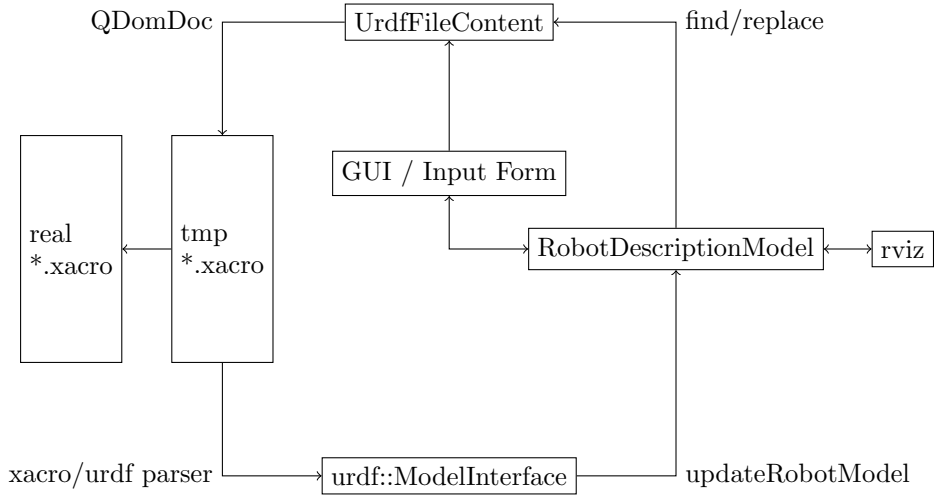 QDomDoc
UrdfFileContent
find/replace
GUI / Input Form
real
*.xacro
tmp
*.xacro
RobotDescriptionModel
rviz
xacro/urdf parser
urdf::ModelInterface
updateRobotModel